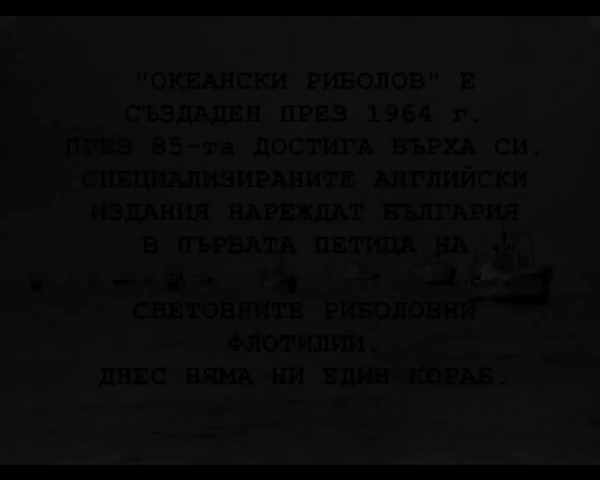 "ОКЕАНСКИ РИБОЛОВ" Е
СЪЗДАДЕН ПРЕЗ 1964 г.
ПРЕЗ 85-та ДОСТИГА ВЪРХА СИ.
СПЕЦИАЛИЗИРАНИТЕ АНГЛИЙСКИ
ИЗДАНИЯ НАРЕЖДАТ БЪЛГАРИЯ
В ПЪРВАТА ПЕТИЦА НА
СВЕТОВНИТЕ РИБОЛОВНИ
ФЛОТИЛИИ.
ДНЕС НЯМА НИ ЕДИН КОРАБ.